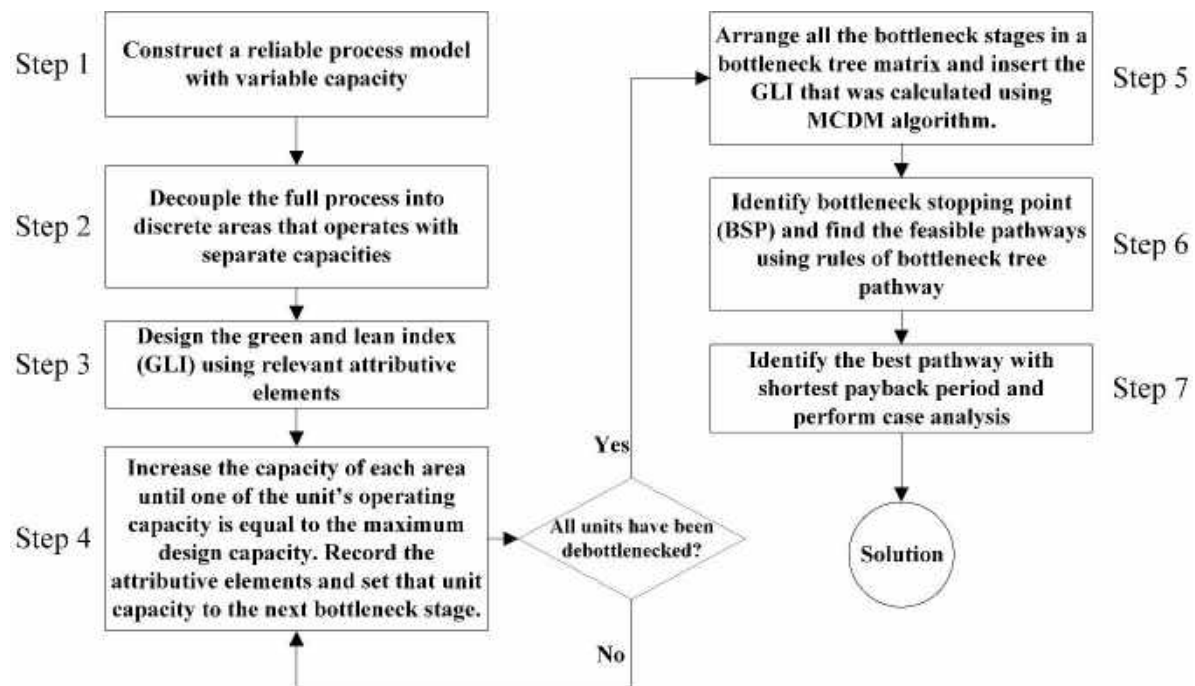 Step 1
Construct a reliable process model
with variable capacity
Step 2
Decouple the full process into
discrete areas that operates with
separate capacities
Step 3
Design the green and lean index
(GLI) using relevant attributive
elements
Step 4
Increase the capacity of each area
until one of the unit's operating
capacity is equal to the maximum
design capacity. Record the
attributive elements and set that unit
capacity to the next bottleneck stage.
All units have been
debottlenecked?
Yes
No
Arrange all the bottleneck stages in a
bottleneck tree matrix and insert the
GLI that was calculated using
MCDM algorithm.
Step 5
Identify bottleneck stopping point
(BSP) and find the feasible pathways
using rules of bottleneck tree
pathway
Step 6
Identify the best pathway with
shortest payback period and
perform case analysis
Step 7
Solution